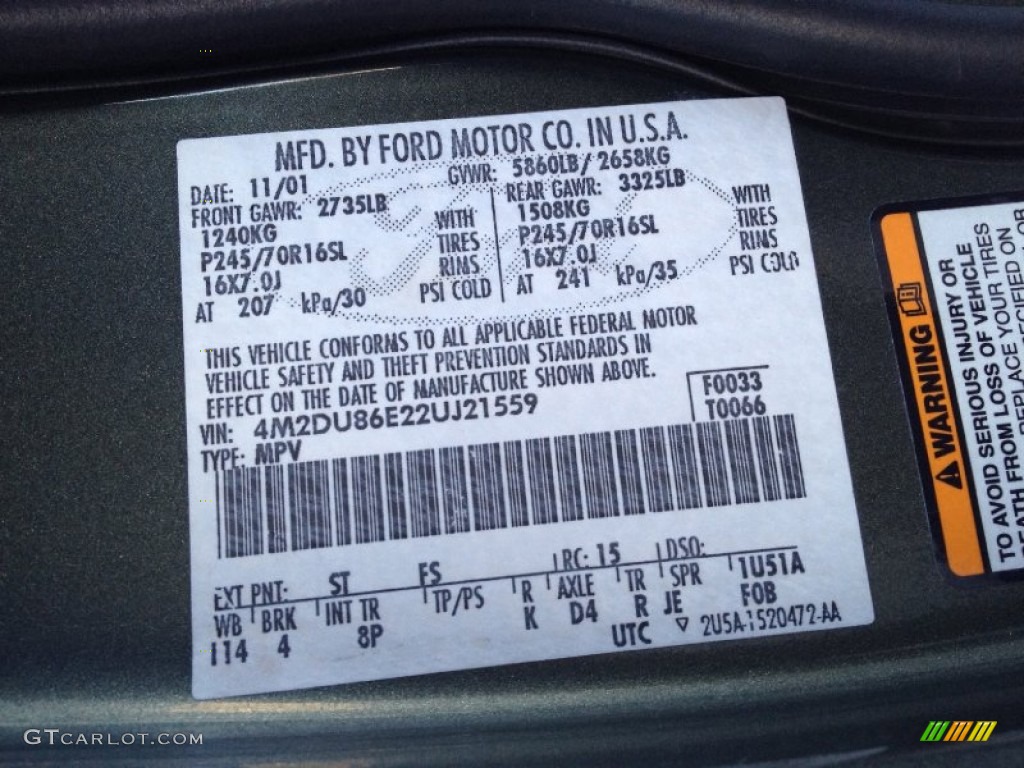 MFD. BY FORD MOTOR CO. IN U.S.A.
DATE: 11/01 GVWR: 5860LB/ 2658KG
FRONT GAWR: 2735LB REAR GAWR: 3325LB
1240KG WITH 1508KG WITH
P245/70R16SL TIRES P245/70R16SL TIRES
16X7.0J RIMS 16X7.0J RIMS
AT 207 kPa/30 PSI COLD AT 241 kPa/35 PSI COLD
THIS VEHICLE CONFORMS TO ALL APPLICABLE FEDERAL MOTOR
VEHICLE SAFETY AND THEFT PREVENTION STANDARDS IN
EFFECT ON THE DATE OF MANUFACTURE SHOWN ABOVE.
VIN: 4M2DU86E22UJ21559 F0033
TYPE: MPV T0066
EXT PNT: ST FS RC: 15 DSO:
WB BRK INT TR TP/PS R AXLE TR SPR 1U51A
114 4 8P K D4 R JE FOB
UTC ▽ 2U5A-1520472-AA
WARNING
TO AVOID SERIOUS INJURY OR
DEATH FROM LOSS OF VEHICLE
REPLACE YOUR TIRES
ON
GTCARLOT.COM